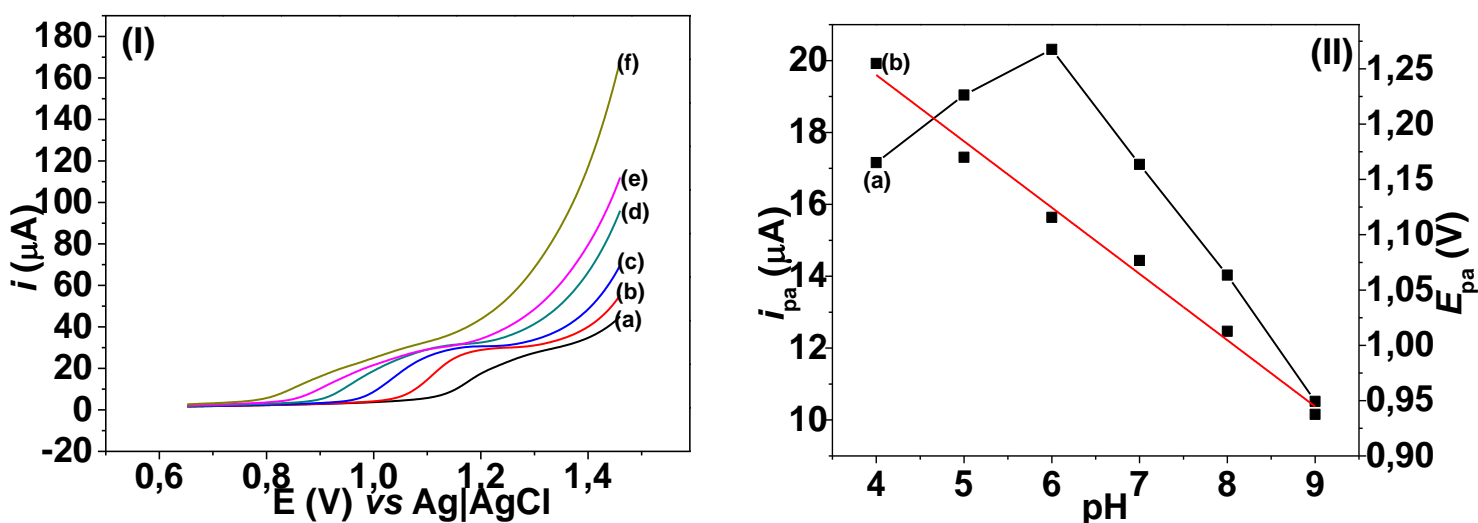 (I)
180
160
140
120
100
80
60
40
20
0
-20
i (µA)
(f)
(e)
(d)
(c)
(b)
(a)
0,6
0,8
1,0
1,2
1,4
E (V) vs Ag|AgCl
(II)
20
18
16
14
12
10
i pa (µA)
(b)
(a)
1,25
1,20
1,15
1,10
1,05
1,00
0,95
0,90
E pa (V)
4
5
6
7
8
9
pH